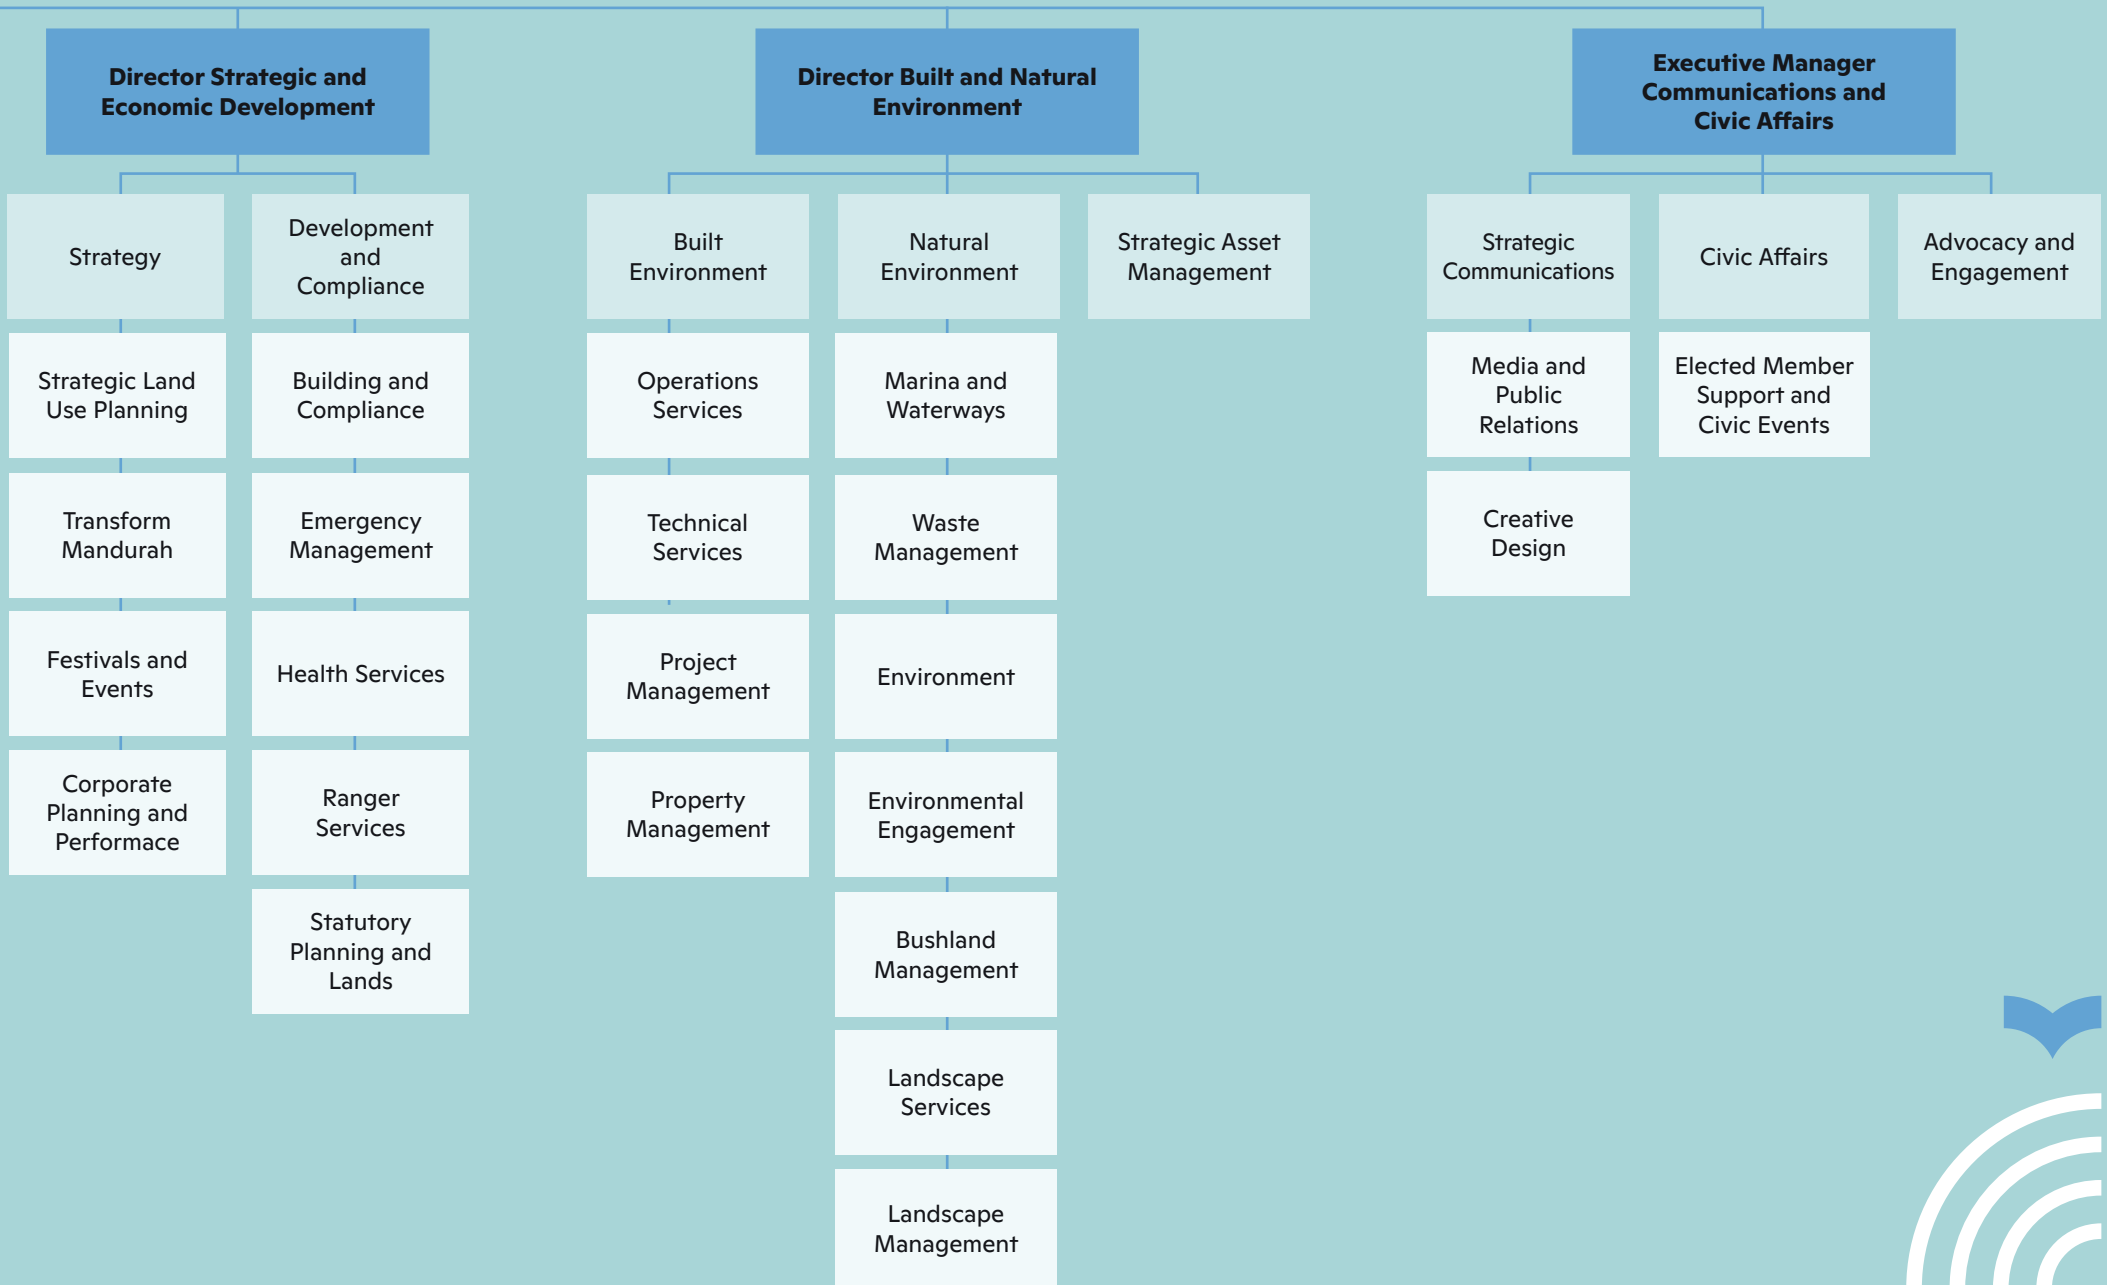 Director Strategic and
Economic Development
Strategy
Strategic Land
Use Planning
Transform
Mandurah
Festivals and
Events
Corporate
Planning and
Performace
Development
and
Compliance
Building and
Compliance
Emergency
Management
Health Services
Ranger
Services
Statutory
Planning and
Lands
Director Built and Natural
Environment
Built
Environment
Operations
Services
Technical
Services
Project
Management
Property
Management
Natural
Environment
Marina and
Waterways
Waste
Management
Environment
Environmental
Engagement
Bushland
Management
Landscape
Services
Landscape
Management
Strategic Asset
Management
Executive Manager
Communications and
Civic Affairs
Strategic
Communications
Media and
Public
Relations
Creative
Design
Civic Affairs
Elected Member
Support and
Civic Events
Advocacy and
Engagement